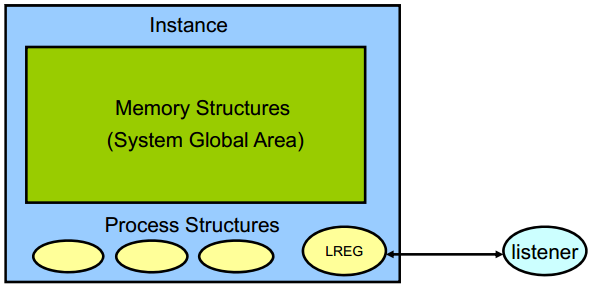 Instance
Memory Structures
(System Global Area)
Process Structures
LREG
listener